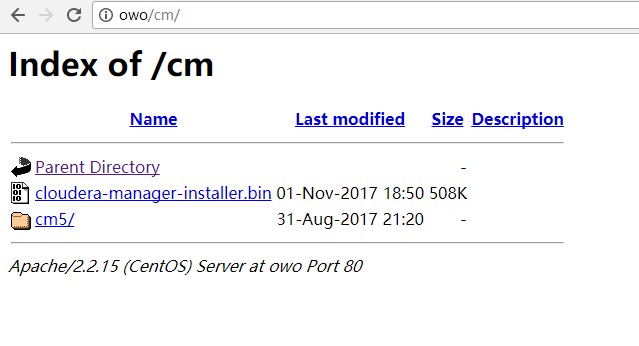 owo/cm/
Index of /cm
Name Last modified Size Description
Parent Directory -
cloudera-manager-installer.bin 01-Nov-2017 18:50 508K
cm5/ 31-Aug-2017 21:20 -
Apache/2.2.15 (CentOS) Server at owo Port 80